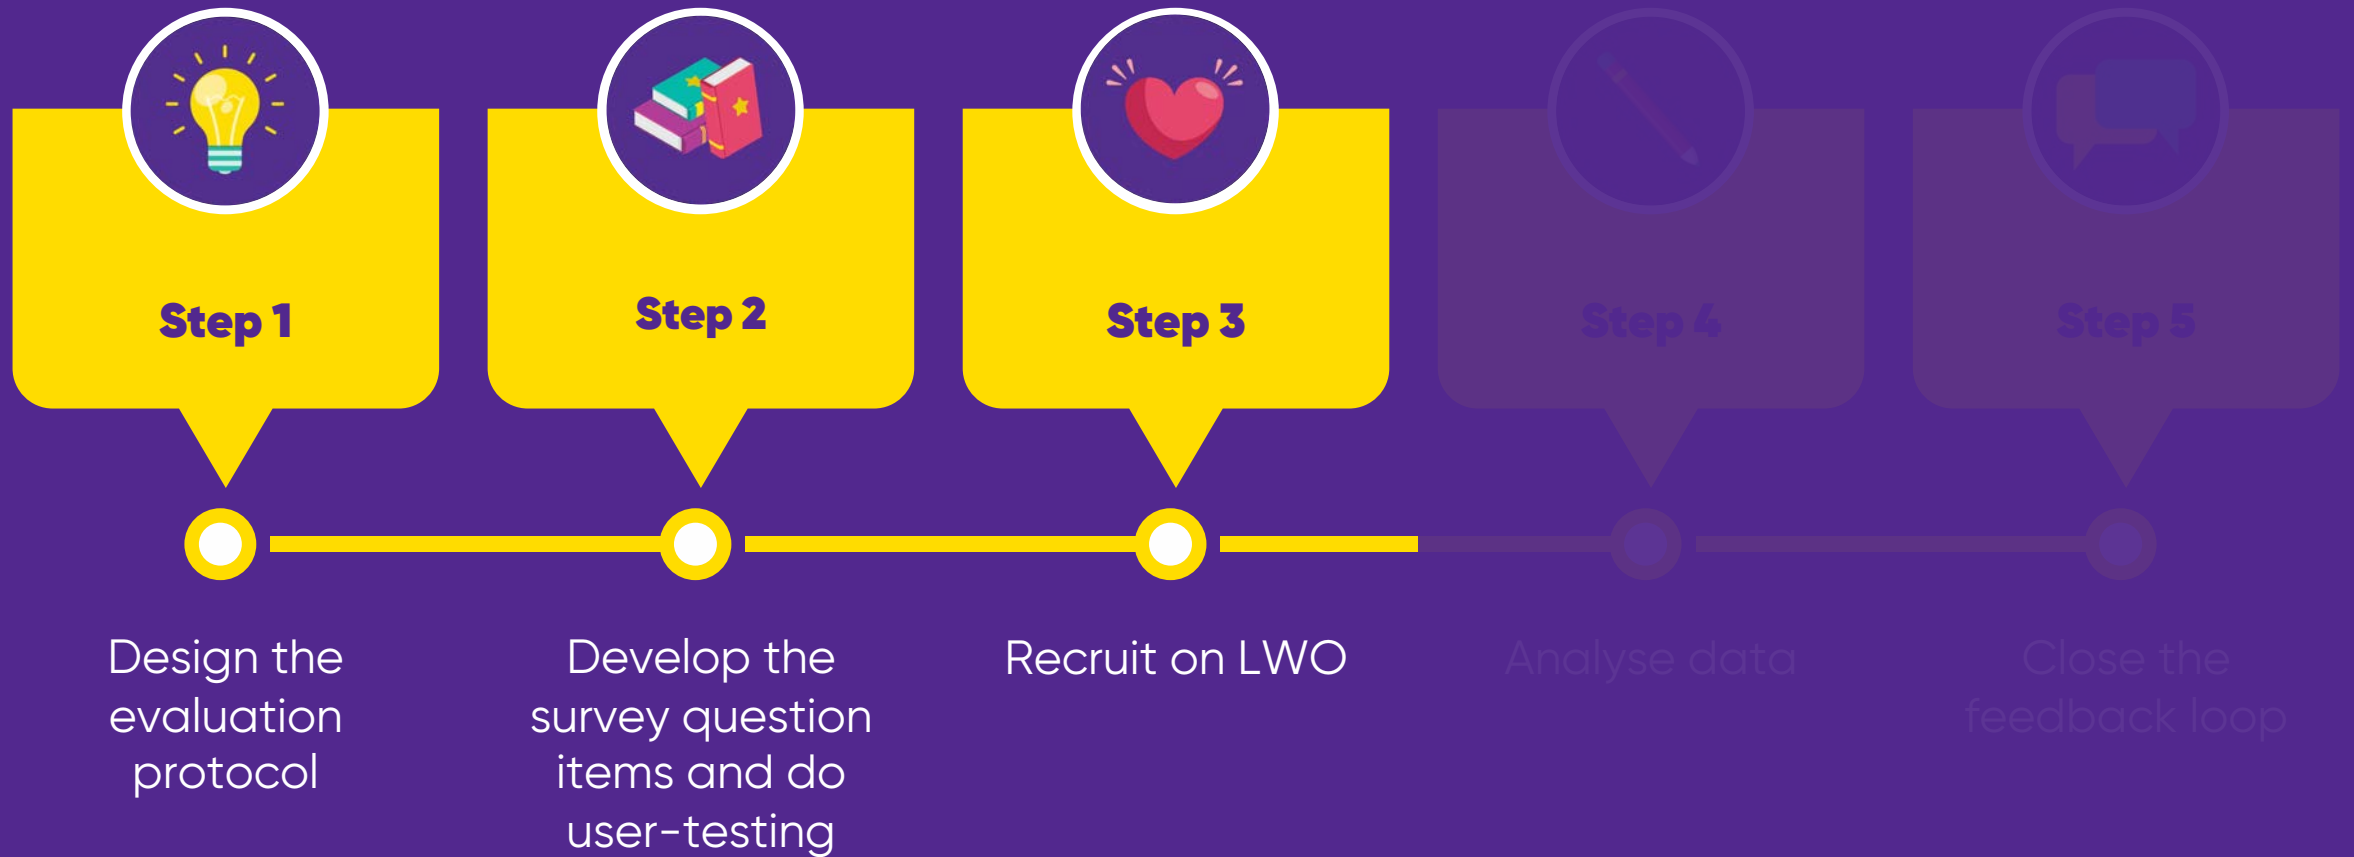 Step 1
Step 2
Step 3
Step 4
Step 5
Design the
evaluation
protocol
Develop the
survey question
items and do
user-testing
Recruit on LWO
Analyse data
Close the
feedback loop